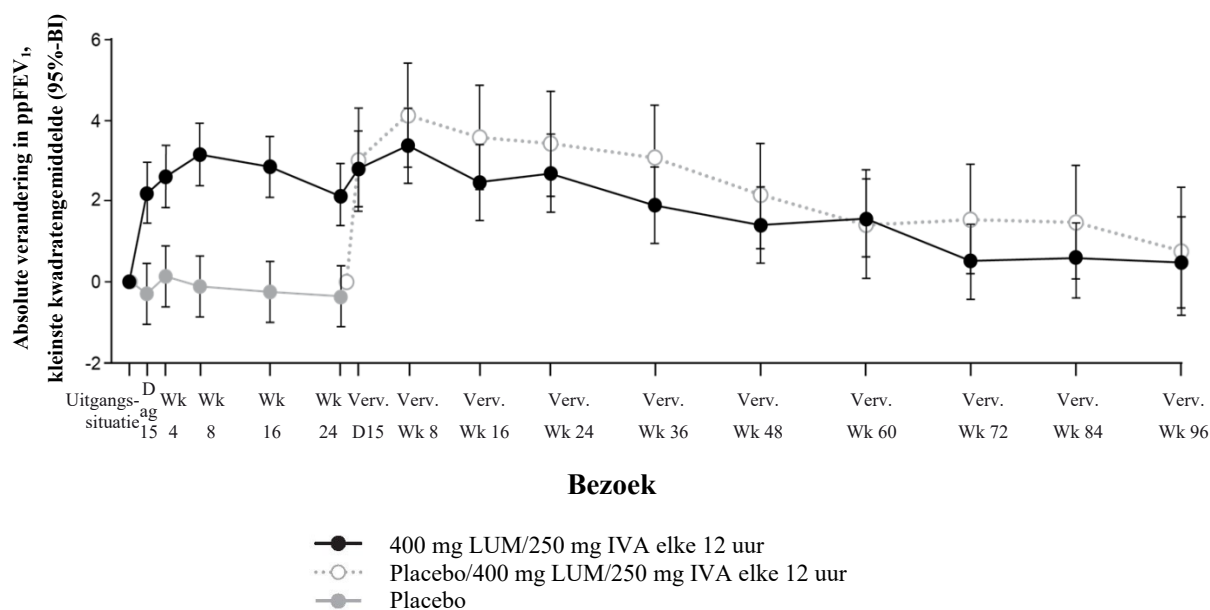 Absolute verandering in ppFEV₁,
kleinste kwadratengemiddelde (95%-BI)
6
4
2
0
-2
Uitgangs-
situatie
D
ag
15
Wk
4
Wk
8
Wk
16
Wk
24
Verv.
D15
Verv.
Wk 8
Verv.
Wk 16
Verv.
Wk 24
Verv.
Wk 36
Verv.
Wk 48
Verv.
Wk 60
Verv.
Wk 72
Verv.
Wk 84
Verv.
Wk 96
Bezoek
400 mg LUM/250 mg IVA elke 12 uur
Placebo/400 mg LUM/250 mg IVA elke 12 uur
Placebo